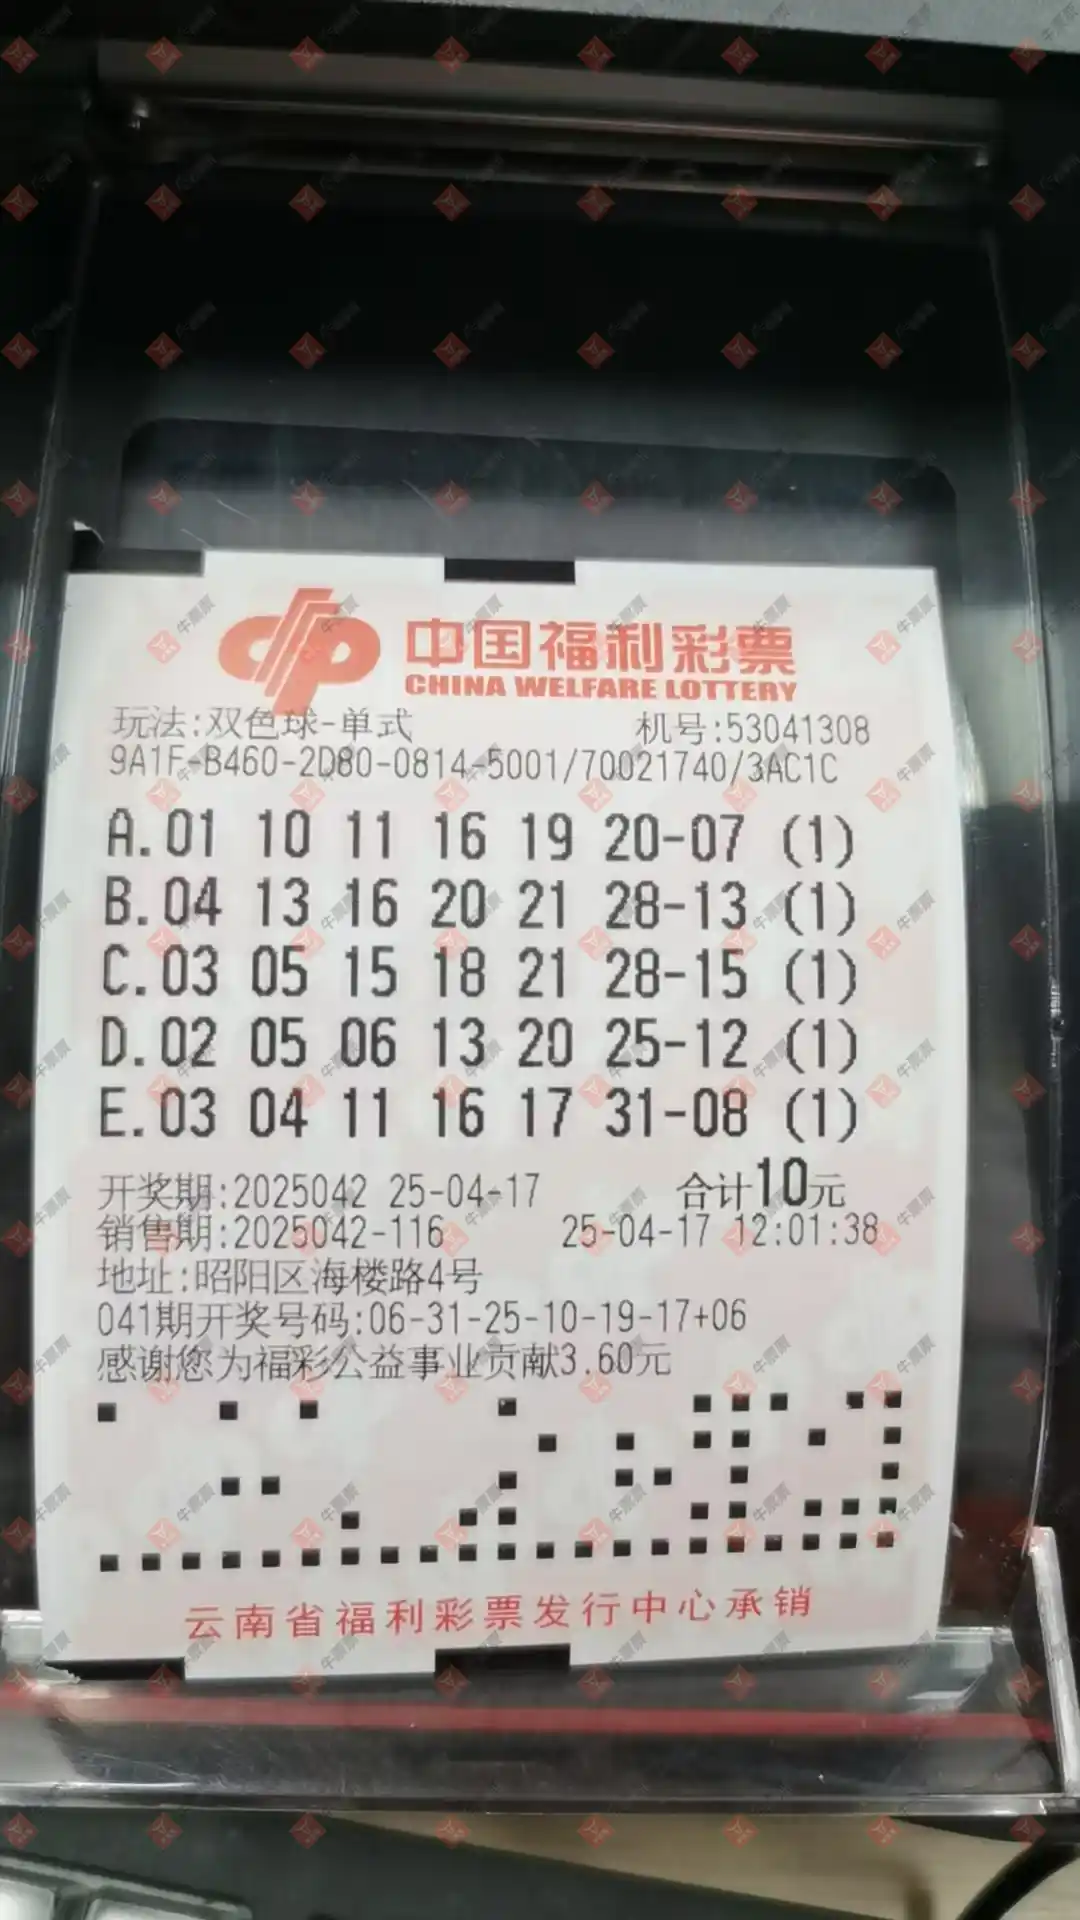 中国福利彩票
CHINA WELFARE LOTTERY
玩法:双色球-单式 机号:53041308
9A1F-B460-2D80-0814-5001/70021740/3AC1C
A.01 10 11 16 19 20-07 (1)
B.04 13 16 20 21 28-13 (1)
C.03 05 15 18 21 28-15 (1)
D.02 05 06 13 20 25-12 (1)
E.03 04 11 16 17 31-08 (1)
开奖期:2025042 25-04-17 合计10元
销售期:2025042-116 25-04-17 12:01:38
地址:昭阳区海楼路4号
041期开奖号码:06-31-25-10-19-17+06
感谢您为福彩公益事业贡献3.60元
云南省福利彩票发行中心承销
牛票票